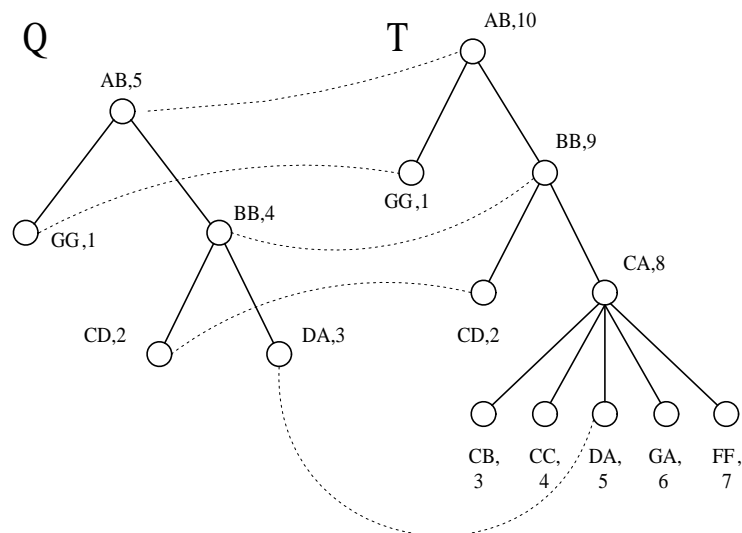 Q
T
AB,10
AB,5
BB,9
GG,1
BB,4
GG,1
CA,8
CD,2
DA,3
CD,2
CB,
3
CC,
4
DA,
5
GA,
6
FF,
7